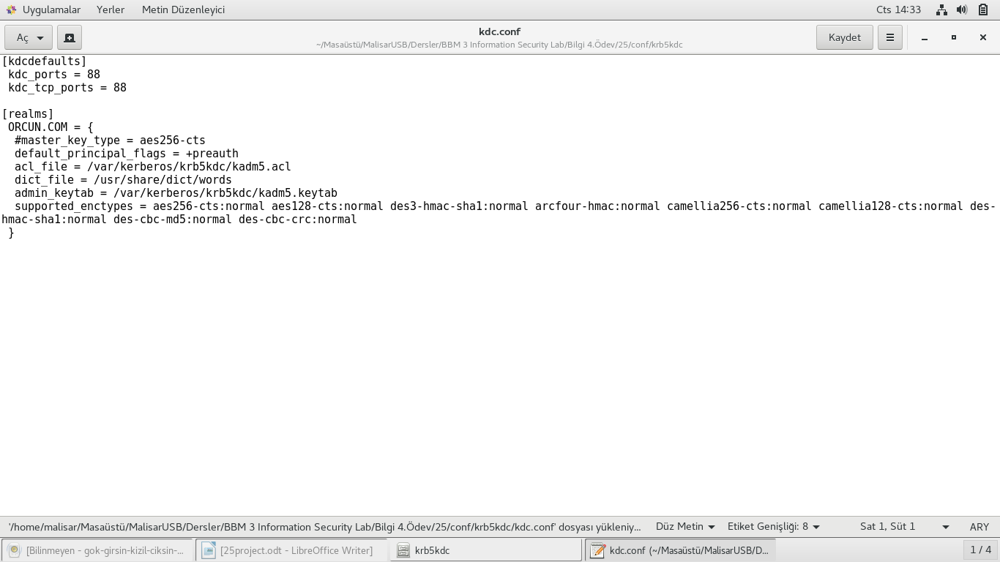 Uygulamalar Yerler Metin Düzenleyici Cts 14:33
Aç kdc.conf Kaydet
~/Masaüstü/MalisarUSB/Dersler/BBM 3 Information Security Lab/Bilgi 4.Ödev/25/conf/krb5kdc
[kdcdefaults]
kdc_ports = 88
kdc_tcp_ports = 88
[realms]
ORCUN.COM = {
#master_key_type = aes256-cts
default_principal_flags = +preauth
acl_file = /var/kerberos/krb5kdc/kadm5.acl
dict_file = /usr/share/dict/words
admin_keytab = /var/kerberos/krb5kdc/kadm5.keytab
supported_enctypes = aes256-cts:normal aes128-cts:normal des3-hmac-sha1:normal arcfour-hmac:normal camellia256-cts:normal camellia128-cts:normal des-
hmac-sha1:normal des-cbc-md5:normal des-cbc-crc:normal
}
'/home/malisar/Masaüstü/MalisarUSB/Dersler/BBM 3 Information Security Lab/Bilgi 4.Ödev/25/conf/krb5kdc/kdc.conf' dosyası yükleniy... Düz Metin Etiket Genişliği: 8 Sat 1, Süt 1 ARY
[Bilinmeyen - gok-girsin-kizil-ciksin-... [25project.odt - LibreOffice Writer] krb5kdc kdc.conf (~/Masaüstü/MalisarUSB/D... 1 / 4